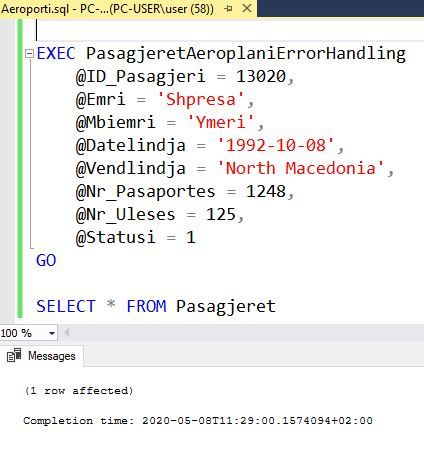 Aeroporti.sql - PC-...(PC-USER\user (58))
EXEC PasagjeretAeroplaniErrorHandling
@ID_Pasagjeri = 13020,
@Emri = 'Shpresa',
@Mbiemri = 'Ymeri',
@Datelindja = '1992-10-08',
@Vendlindja = 'North Macedonia',
@Nr_Pasaportes = 1248,
@Nr_Uleses = 125,
@Statusi = 1
GO
SELECT * FROM Pasagjeret
100 %
Messages
(1 row affected)
Completion time: 2020-05-08T11:29:00.1574094+02:00